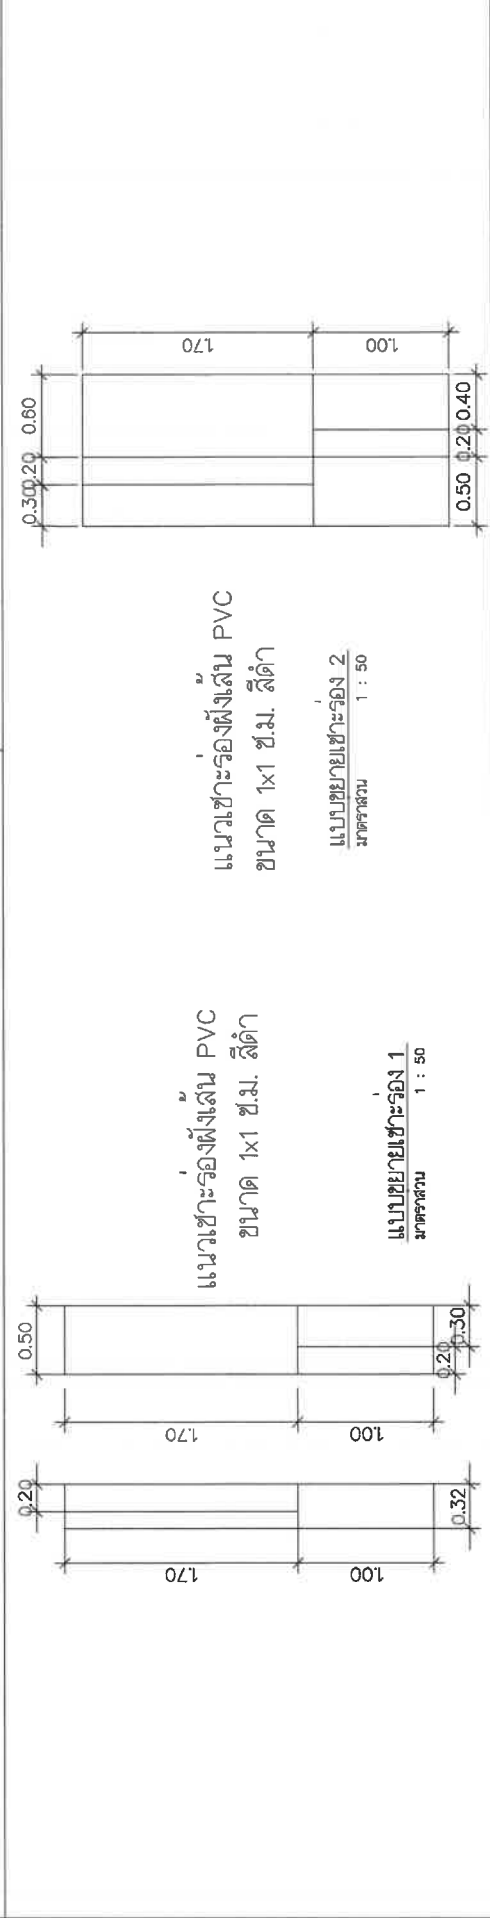 0.20
0.50
1.70
1.70
1.00
1.00
0.32
0.20
0.30
แนวเซาะร่องฝังเส้น PVC
ขนาด 1x1 ซ.ม. สีดำ
แบบขยายเซาะร่อง 1
มาตราส่วน 1 : 50
แนวเซาะร่องฝังเส้น PVC
ขนาด 1x1 ซ.ม. สีดำ
แบบขยายเซาะร่อง 2
มาตราส่วน 1 : 50
0.30 0.20 0.60
1.70
1.00
0.50 0.20 0.40